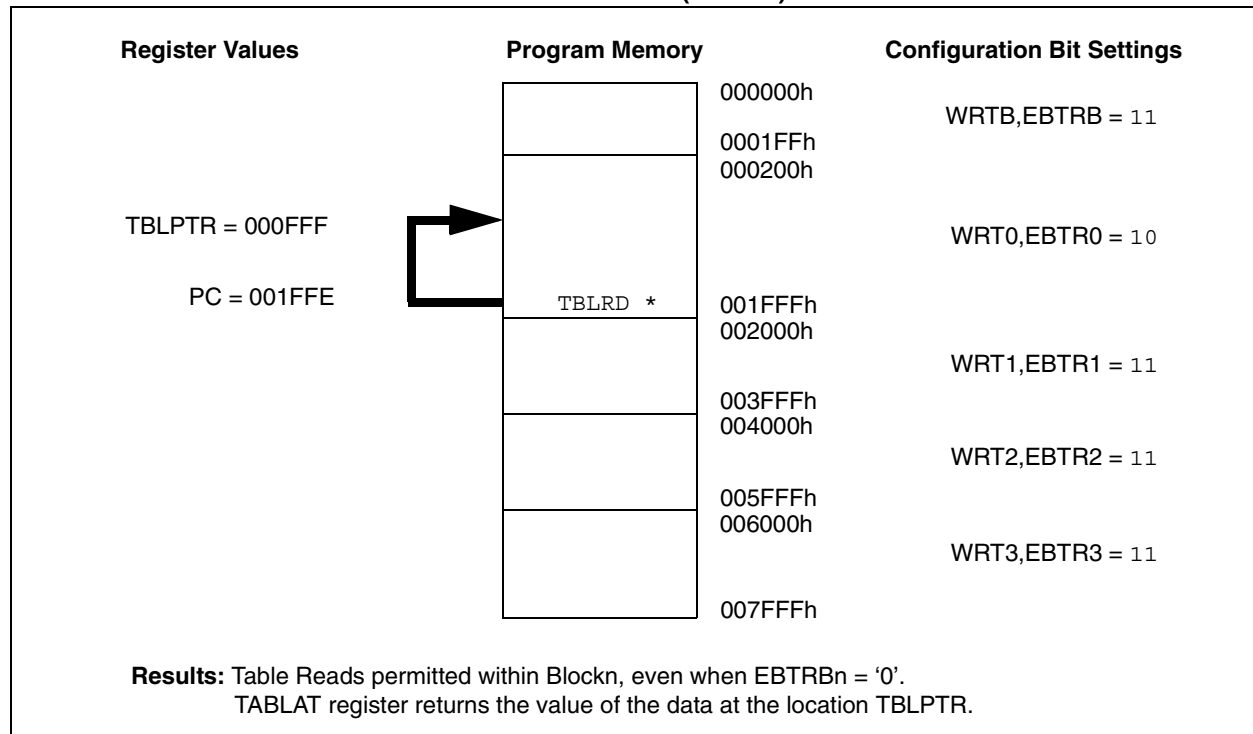 Register Values Program Memory Configuration Bit Settings
000000h
WRTB,EBTRB = 11
0001FFh
000200h
TBLPTR = 000FFF
WRT0,EBTR0 = 10
PC = 001FFE
TBLRD *
001FFFh
002000h
WRT1,EBTR1 = 11
003FFFh
004000h
WRT2,EBTR2 = 11
005FFFh
006000h
WRT3,EBTR3 = 11
007FFFh
Results: Table Reads permitted within Blockn, even when EBTRBn = ‘0’.
TABLAT register returns the value of the data at the location TBLPTR.